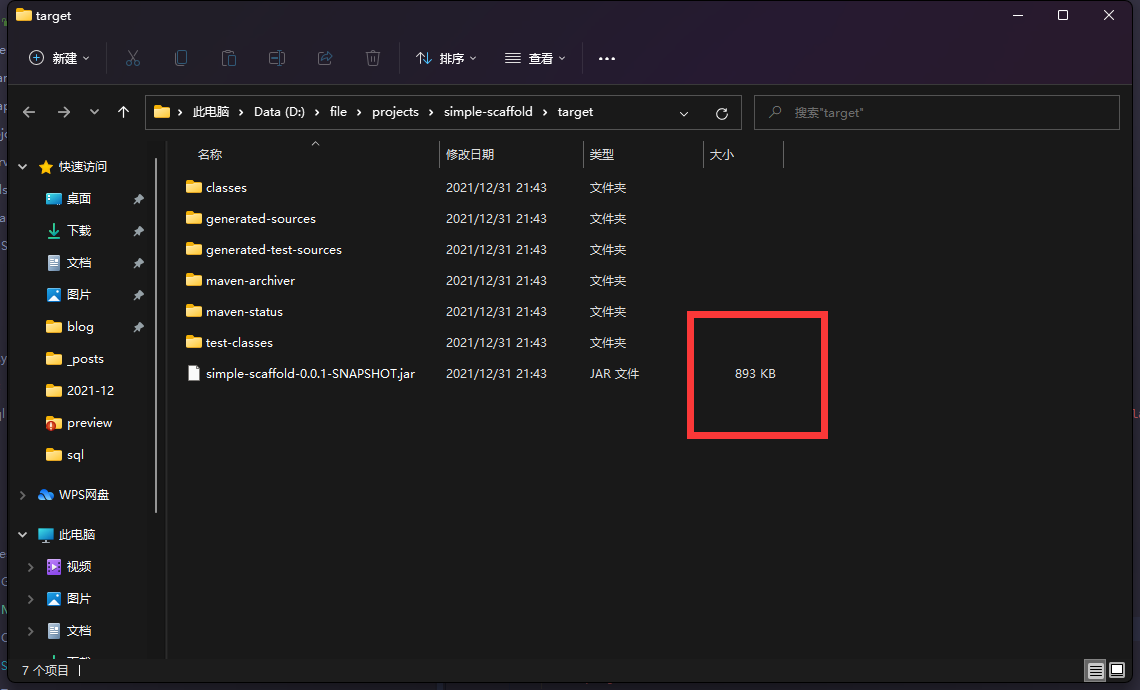 target
新建
排序
查看
此电脑 Data (D:) file projects simple-scaffold target
搜索"target"
名称 修改日期 类型 大小
classes 2021/12/31 21:43 文件夹
generated-sources 2021/12/31 21:43 文件夹
generated-test-sources 2021/12/31 21:43 文件夹
maven-archiver 2021/12/31 21:43 文件夹
maven-status 2021/12/31 21:43 文件夹
test-classes 2021/12/31 21:43 文件夹
simple-scaffold-0.0.1-SNAPSHOT.jar 2021/12/31 21:43 JAR 文件 893 KB
快速访问
桌面
下载
文档
图片
blog
_posts
2021-12
preview
sql
WPS网盘
此电脑
视频
图片
文档
7 个项目